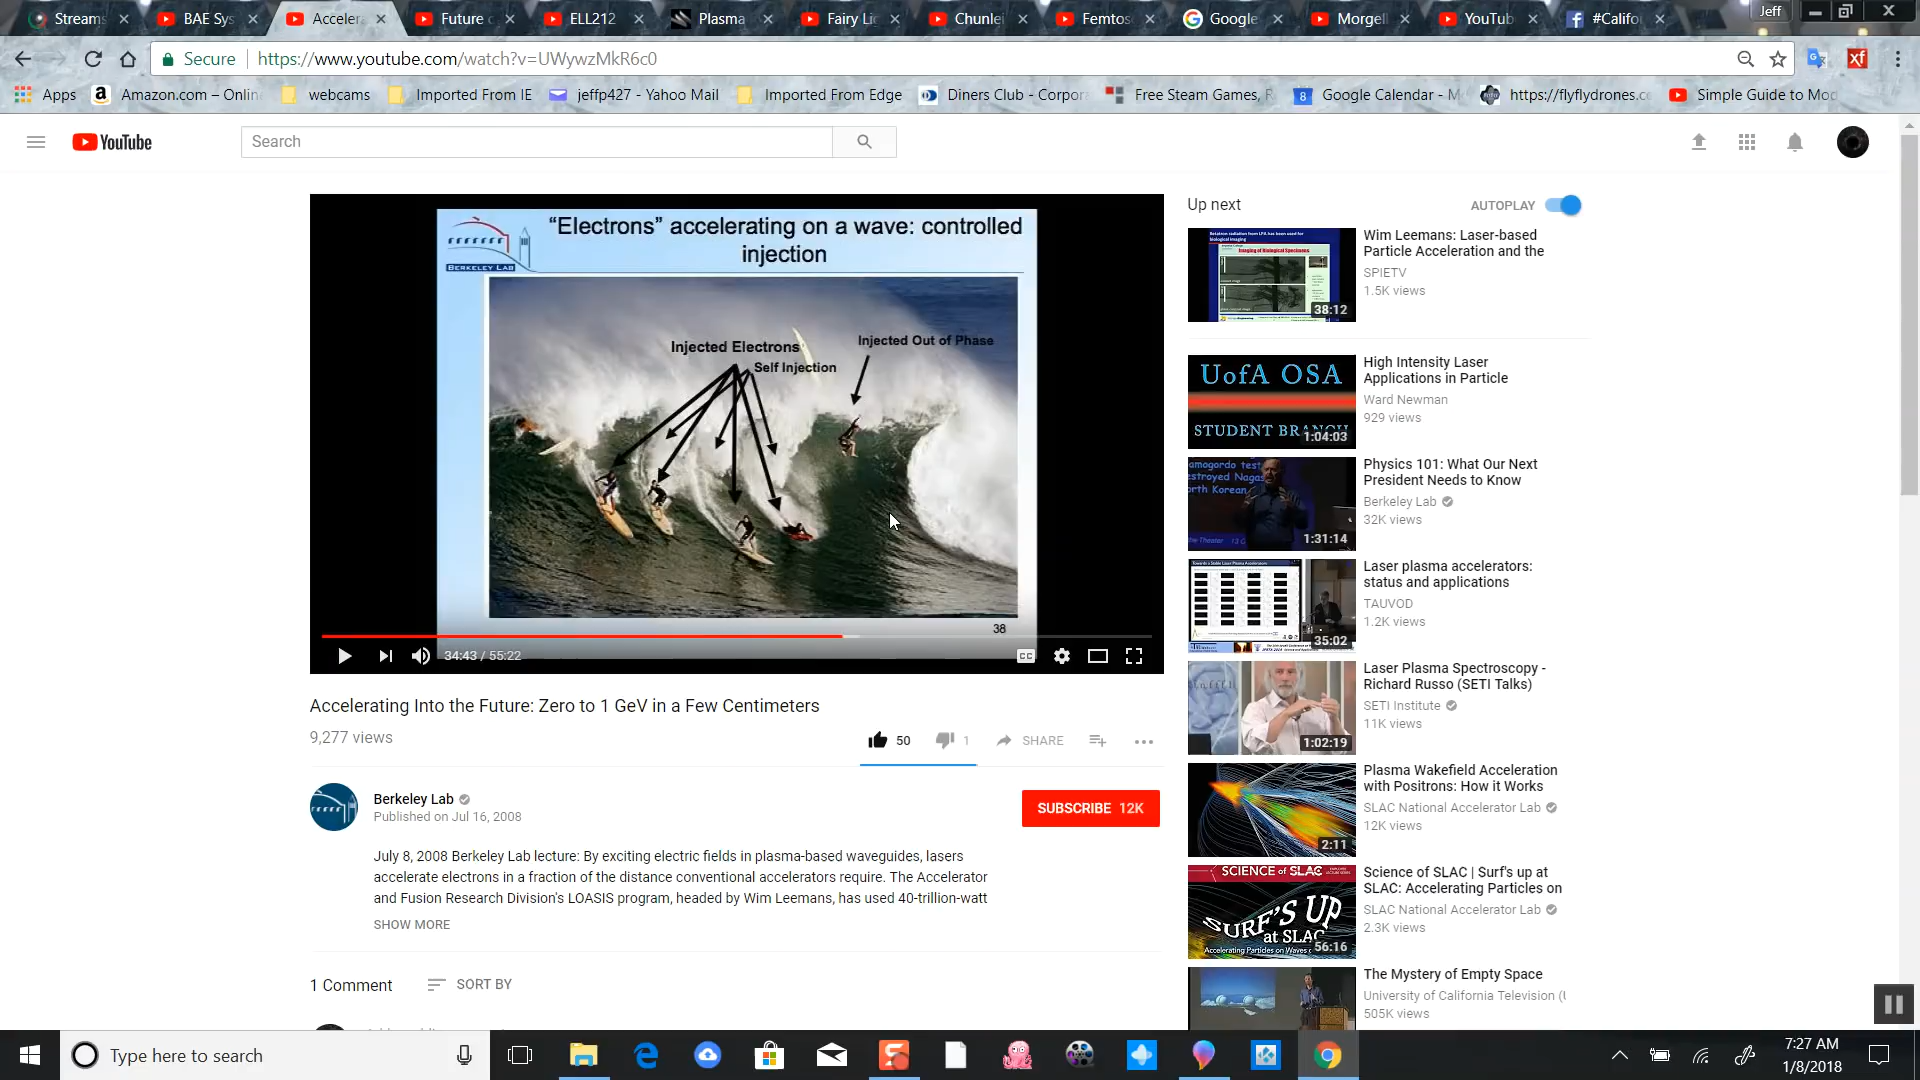 Streams
BAE Sys
Acceler
Future
ELL212
Plasma
Fairy Li
Chunlei
Femtos
Google
Morgell
YouTub
#Califo
Jeff
Secure
https://www.youtube.com/watch?v=UWywzMkR6c0
Apps
Amazon.com – Onlin
webcams
Imported From IE
jeffp427 - Yahoo Mail
Imported From Edge
Diners Club - Corpora
Free Steam Games, R
Google Calendar - M
https://flyflydrones.co
Simple Guide to Mod
YouTube
Search
BERKELEY LAB
“Electrons” accelerating on a wave: controlled
injection
Injected Electrons
Self Injection
Injected Out of Phase
38
34:43 / 55:22
CC
Accelerating Into the Future: Zero to 1 GeV in a Few Centimeters
9,277 views
50
1
SHARE
Berkeley Lab
Published on Jul 16, 2008
SUBSCRIBE 12K
July 8, 2008 Berkeley Lab lecture: By exciting electric fields in plasma-based waveguides, lasers
accelerate electrons in a fraction of the distance conventional accelerators require. The Accelerator
and Fusion Research Division's LOASIS program, headed by Wim Leemans, has used 40-trillion-watt
SHOW MORE
1 Comment
SORT BY
Up next
AUTOPLAY
38:12
Wim Leemans: Laser-based
Particle Acceleration and the
SPIETV
1.5K views
UofA OSA
STUDENT BRANCH
1:04:03
High Intensity Laser
Applications in Particle
Ward Newman
929 views
1:31:14
Physics 101: What Our Next
President Needs to Know
Berkeley Lab
32K views
35:02
Laser plasma accelerators:
status and applications
TAUVOD
1.2K views
1:02:19
Laser Plasma Spectroscopy -
Richard Russo (SETI Talks)
SETI Institute
11K views
2:11
Plasma Wakefield Acceleration
with Positrons: How it Works
SLAC National Accelerator Lab
12K views
SCIENCE of SLAC
SURF'S UP
at SLAC
Accelerating Particles on Waves
56:16
Science of SLAC | Surf's up at
SLAC: Accelerating Particles on
SLAC National Accelerator Lab
2.3K views
The Mystery of Empty Space
University of California Television (U
505K views
Type here to search
7:27 AM
1/8/2018